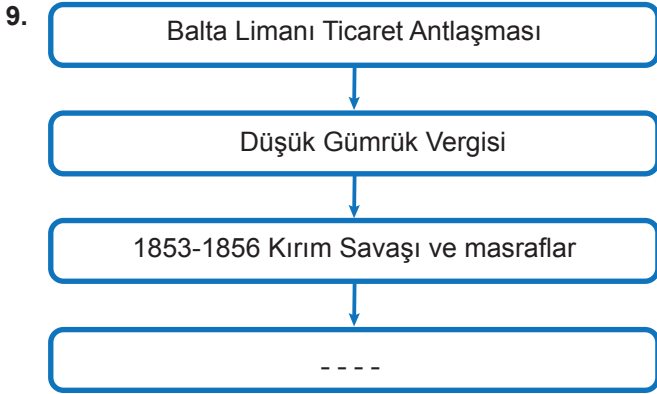 9.
Balta Limanı Ticaret Antlaşması
Düşük Gümrük Vergisi
1853-1856 Kırım Savaşı ve masraflar
- - - -